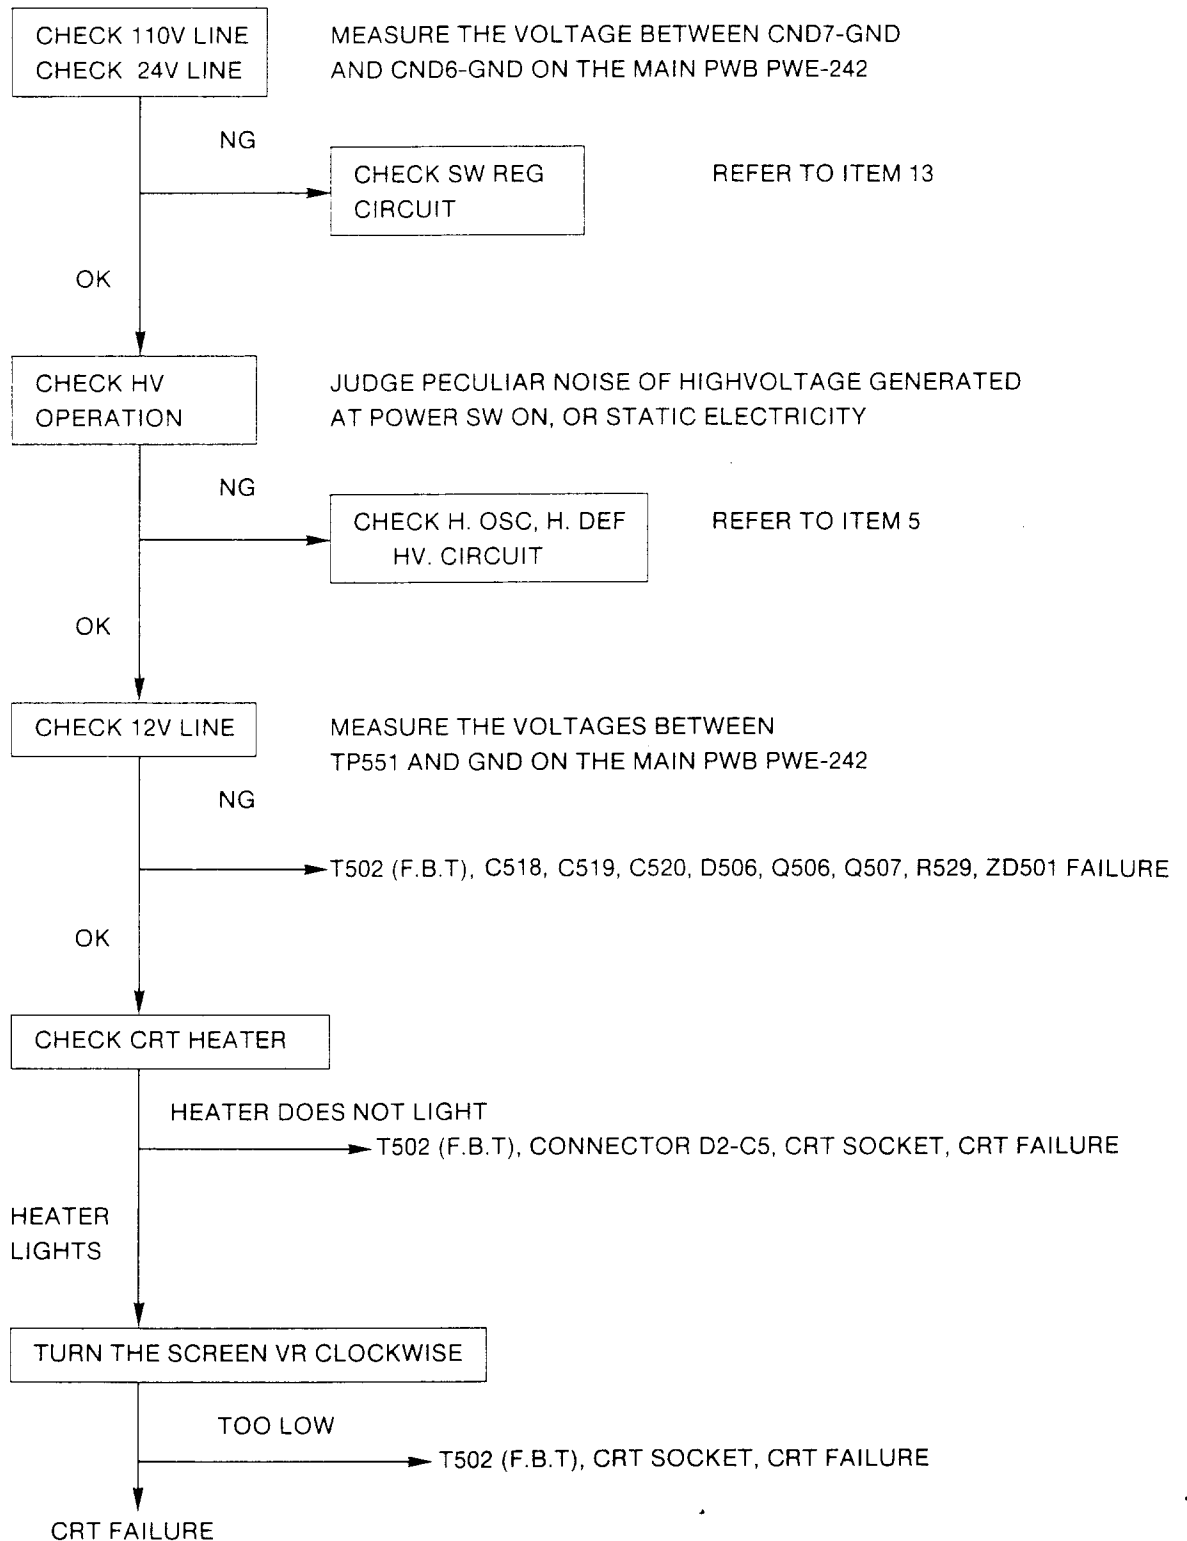 CHECK 110V LINE
CHECK 24V LINE
MEASURE THE VOLTAGE BETWEEN CND7-GND
AND CND6-GND ON THE MAIN PWB PWE-242
NG
CHECK SW REG
CIRCUIT
REFER TO ITEM 13
OK
CHECK HV
OPERATION
JUDGE PECULIAR NOISE OF HIGHVOLTAGE GENERATED
AT POWER SW ON, OR STATIC ELECTRICITY
NG
CHECK H. OSC, H. DEF
HV. CIRCUIT
REFER TO ITEM 5
OK
CHECK 12V LINE
MEASURE THE VOLTAGES BETWEEN
TP551 AND GND ON THE MAIN PWB PWE-242
NG
T502 (F.B.T), C518, C519, C520, D506, Q506, Q507, R529, ZD501 FAILURE
OK
CHECK CRT HEATER
HEATER DOES NOT LIGHT
T502 (F.B.T), CONNECTOR D2-C5, CRT SOCKET, CRT FAILURE
HEATER
LIGHTS
TURN THE SCREEN VR CLOCKWISE
TOO LOW
T502 (F.B.T), CRT SOCKET, CRT FAILURE
CRT FAILURE